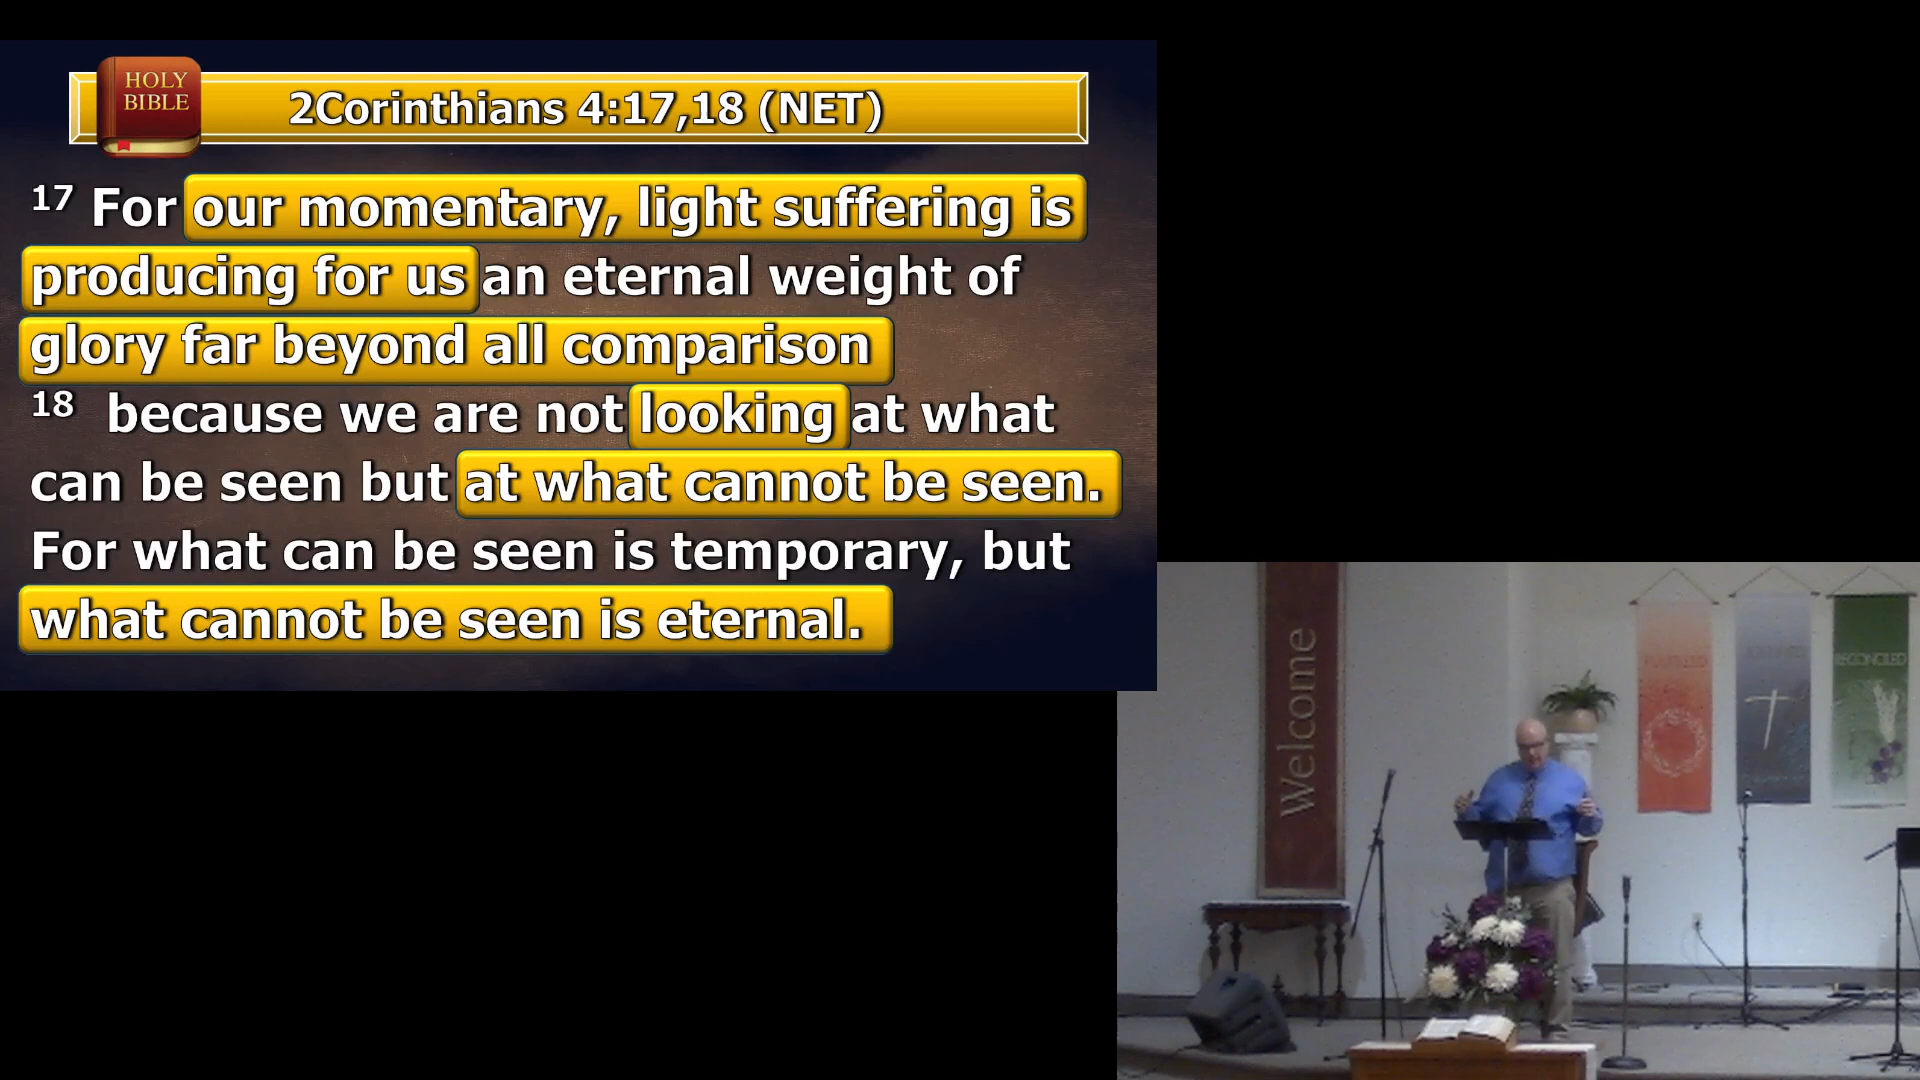 HOLY
BIBLE
2Corinthians 4:17,18 (NET)
17 For our momentary, light suffering is
producing for us an eternal weight of
glory far beyond all comparison
18 because we are not looking at what
can be seen but at what cannot be seen.
For what can be seen is temporary, but
what cannot be seen is eternal.
Welcome
RECONCILED